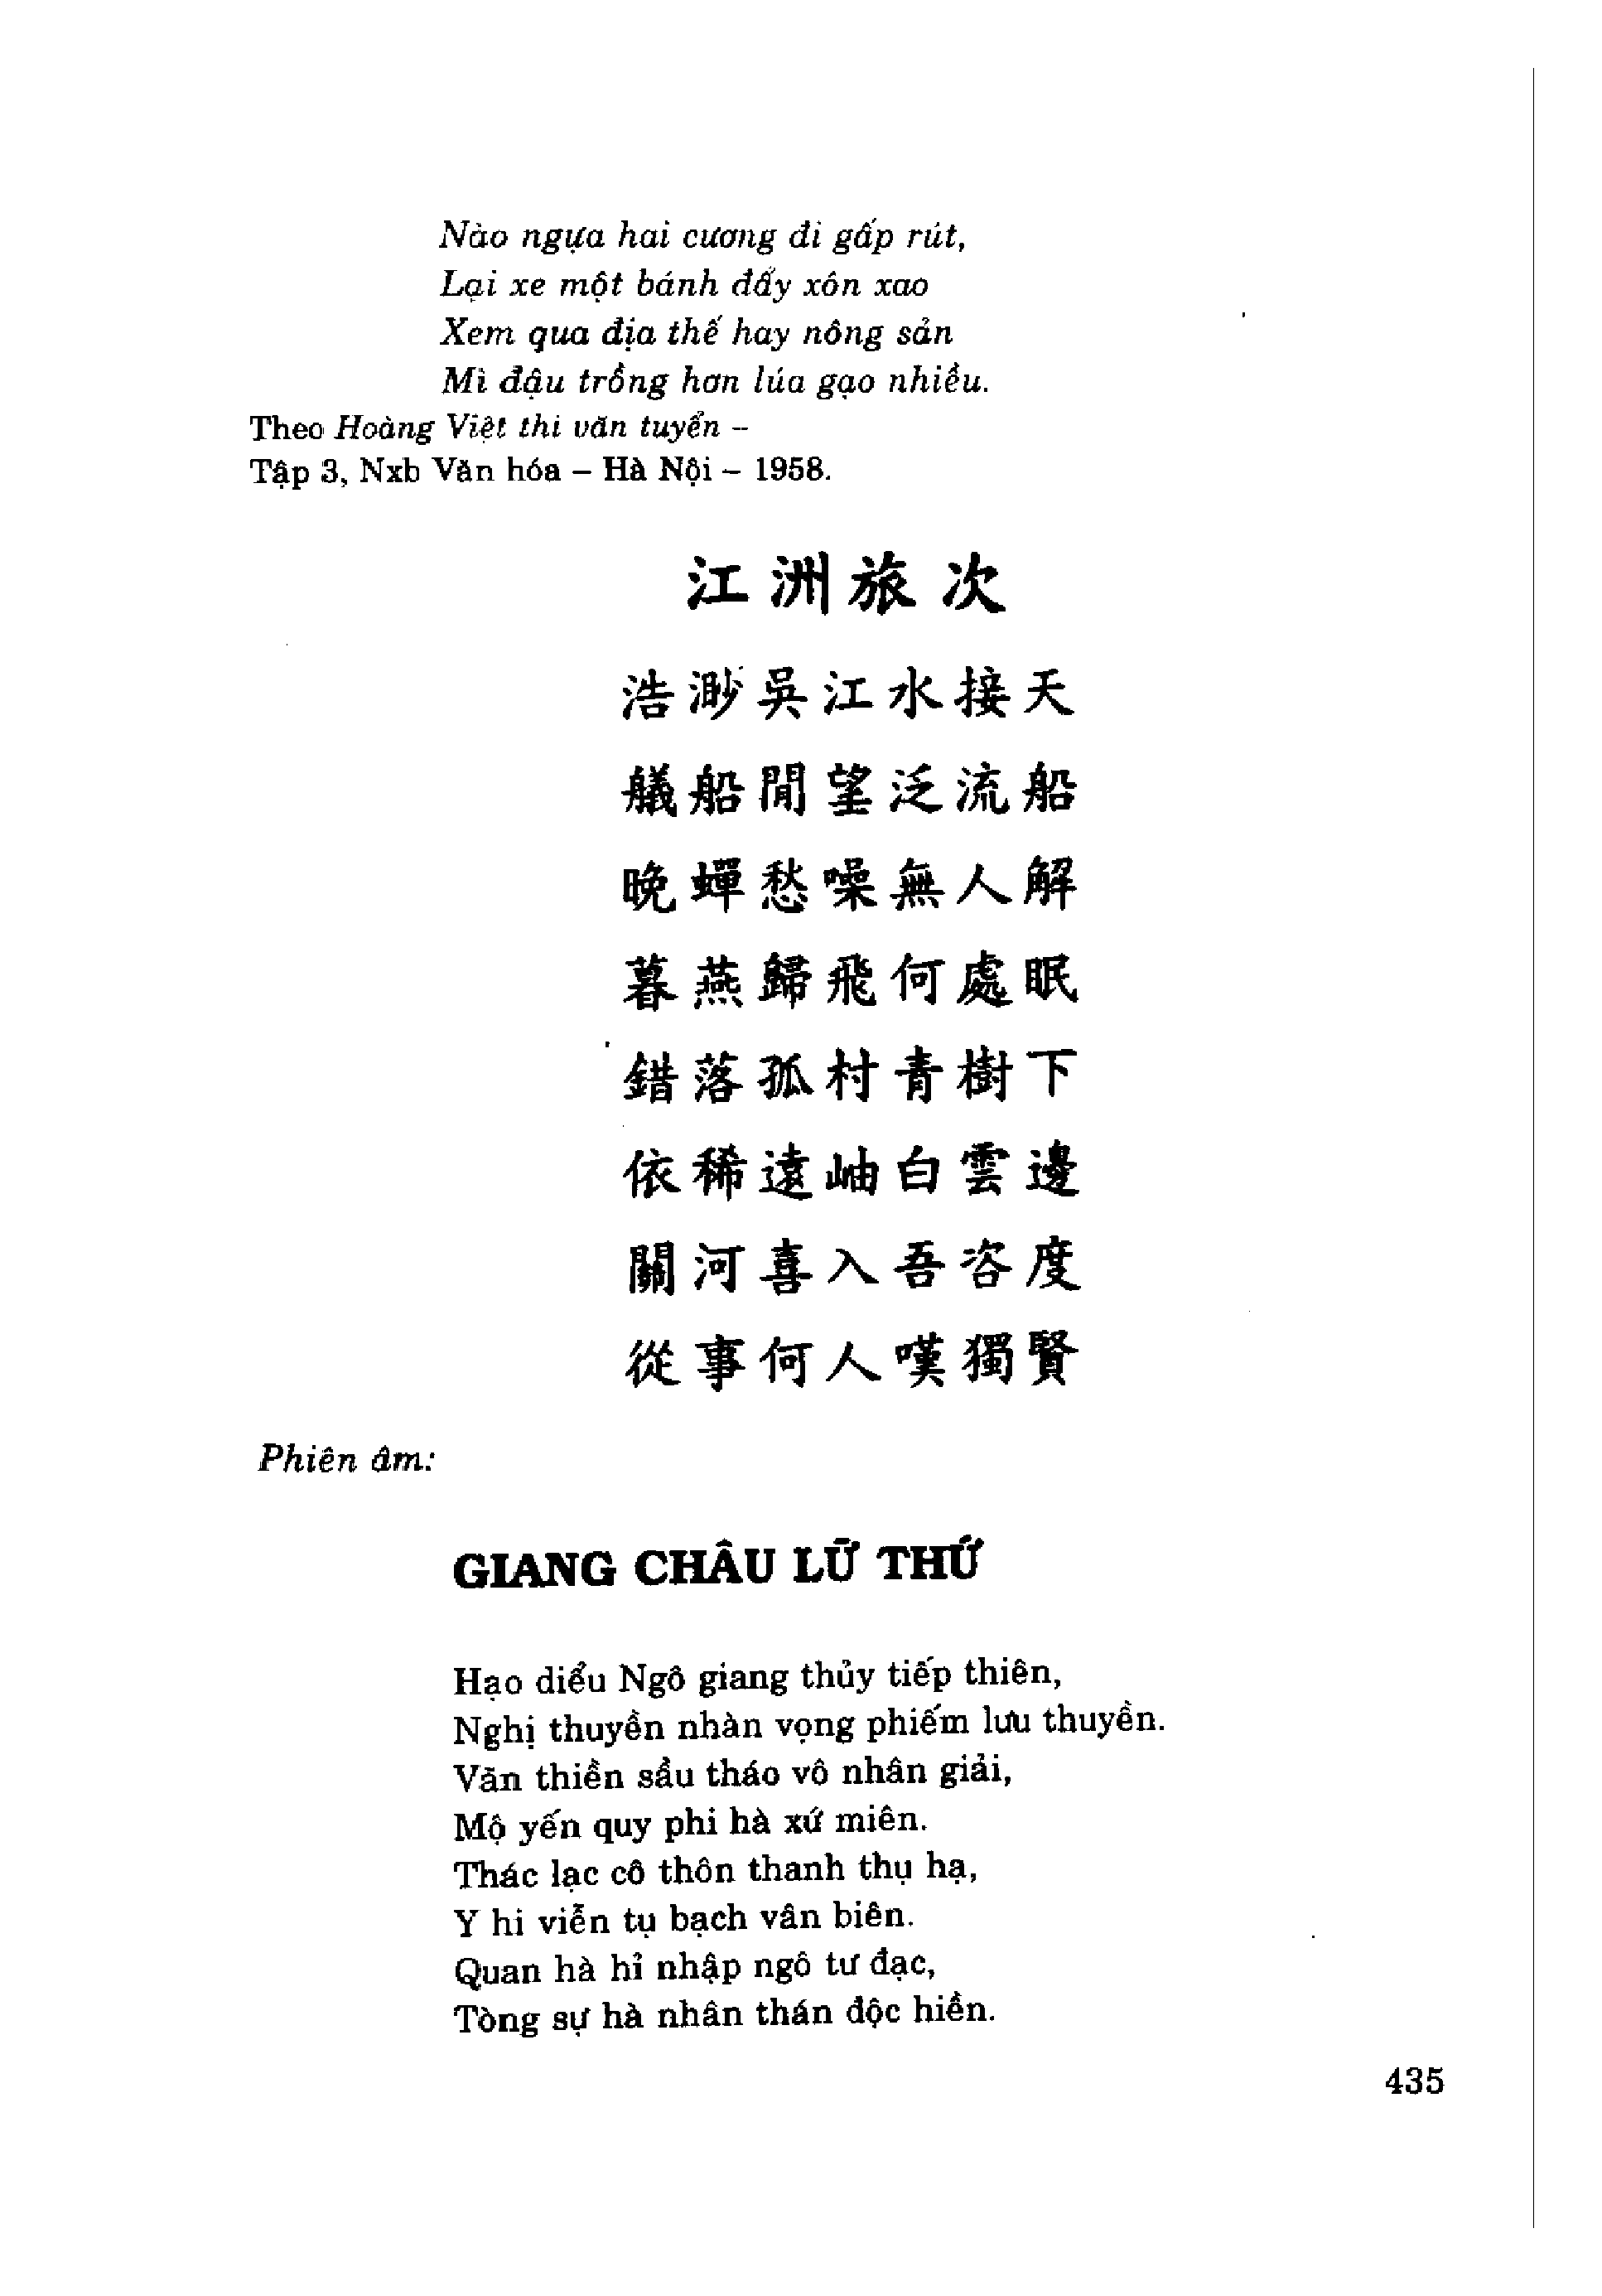 Nào ngựa hai cương đi gấp rút,
Lại xe một bánh đẩy xôn xao
Xem qua địa thế hay nông sản
Mì đậu trồng hơn lúa gạo nhiều.
Theo Hoàng Việt thi văn tuyển –
Tập 3, Nxb Văn hóa – Hà Nội – 1958.
江洲旅次
浩渺吳江水接天
艤船閒望泛流船
晚蟬愁噪無人解
暮燕歸飛何處眠
錯落孤村青樹下
依稀遠岫白雲邊
關河喜入吾咨度
從事何人嘆獨賢
Phiên âm:
GIANG CHÂU LỮ THỨ
Hạo diểu Ngô giang thủy tiếp thiên,
Nghị thuyền nhàn vọng phiếm lưu thuyền.
Vãn thiền sầu tháo vô nhân giải,
Mộ yến quy phi hà xứ miên.
Thác lạc cô thôn thanh thụ hạ,
Y hi viễn tụ bạch vân biên.
Quan hà hỉ nhập ngô tư đạc,
Tòng sự hà nhân thán độc hiền.
435